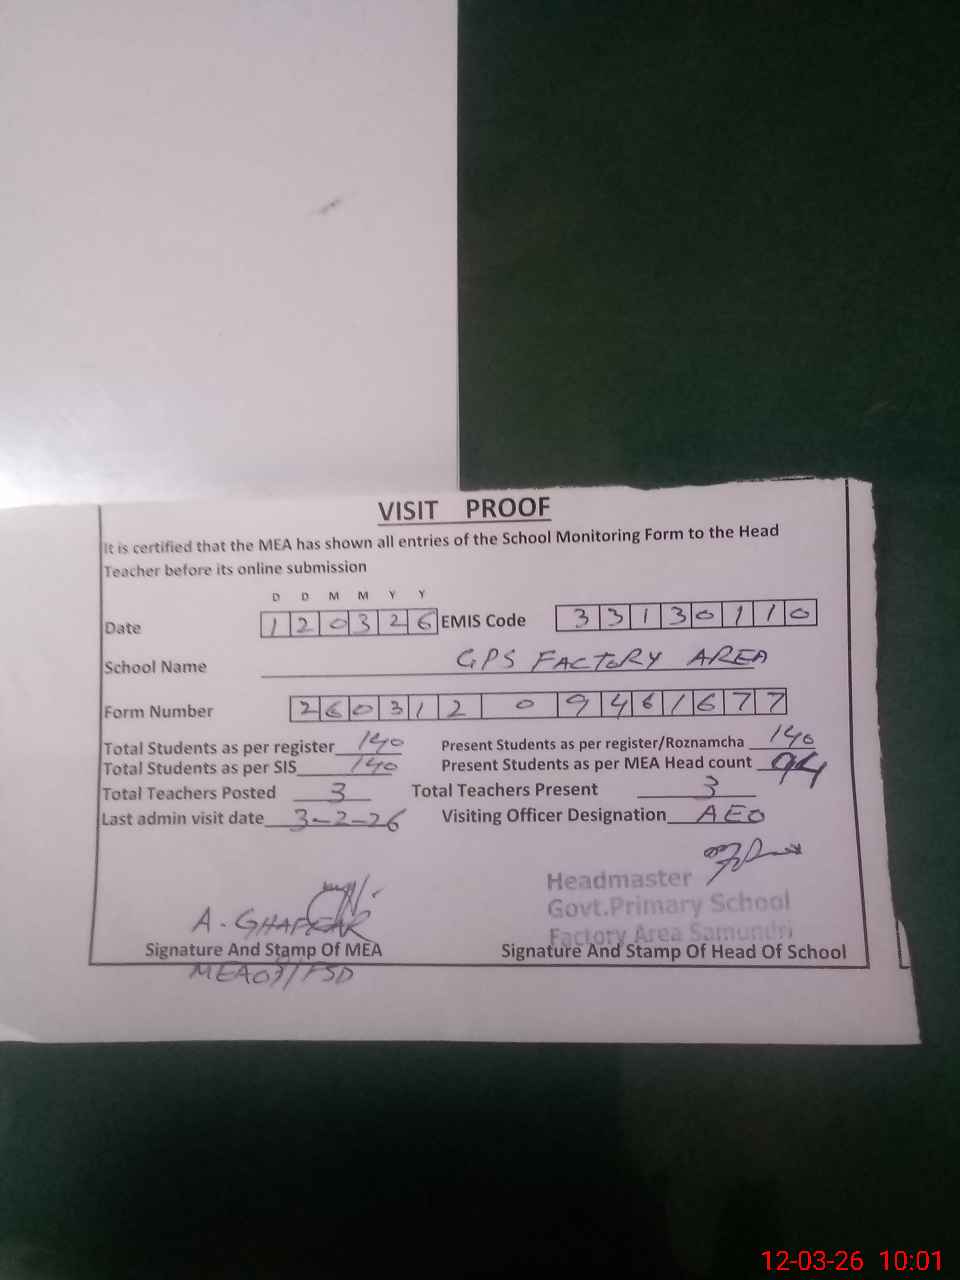 VISIT PROOF
It is certified that the MEA has shown all entries of the School Monitoring Form to the Head
Teacher before its online submission
D D M M Y Y
Date 1 2 0 3 2 6 EMIS Code 3 3 1 3 0 1 1 0
School Name GPS FACTORY AREA
Form Number 2 6 0 3 1 2 0 9 4 6 1 6 7 7
Total Students as per register 140 Present Students as per register/Roznamcha 140
Total Students as per SIS 140 Present Students as per MEA Head count 94
Total Teachers Posted 3 Total Teachers Present 3
Last admin visit date 3-2-26 Visiting Officer Designation AEO
Headmaster
Govt.Primary School
Factory Area Samundri
A. GHAFFAR
Signature And Stamp Of MEA Signature And Stamp Of Head Of School
MEA07/FSD
12-03-26 10:01